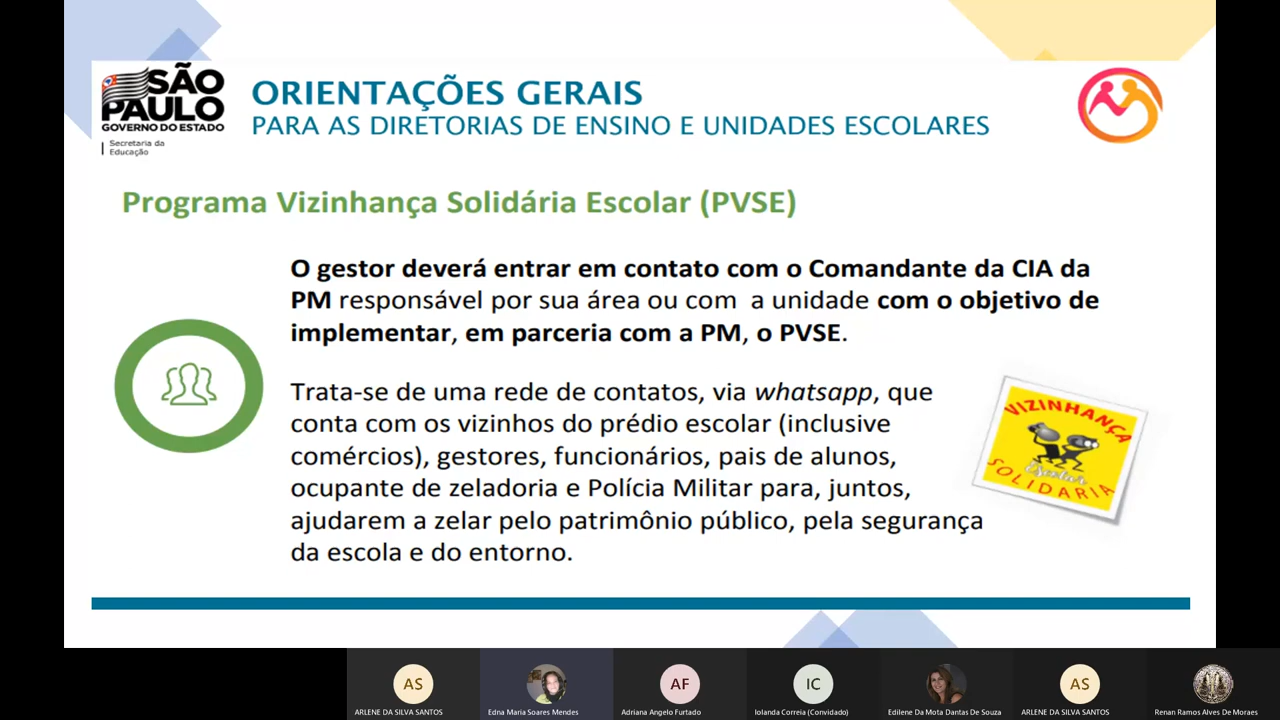 SÃO
PAULO
GOVERNO DO ESTADO
Secretaria da
Educação
ORIENTAÇÕES GERAIS
PARA AS DIRETORIAS DE ENSINO E UNIDADES ESCOLARES
Programa Vizinhança Solidária Escolar (PVSE)
O gestor deverá entrar em contato com o Comandante da CIA da
PM responsável por sua área ou com a unidade com o objetivo de
implementar, em parceria com a PM, o PVSE.
Trata-se de uma rede de contatos, via whatsapp, que
conta com os vizinhos do prédio escolar (inclusive
comércios), gestores, funcionários, pais de alunos,
ocupante de zeladoria e Polícia Militar para, juntos,
ajudarem a zelar pelo patrimônio público, pela segurança
da escola e do entorno.
VIZINHANÇA
Escolar
SOLIDARIA
AS
AF
IC
AS
ARLENE DA SILVA SANTOS
Edna Maria Soares Mendes
Adriana Angelo Furtado
Iolanda Correia (Convidado)
Edilene Da Mota Dantas De Souza
ARLENE DA SILVA SANTOS
Renan Ramos Alves De Moraes